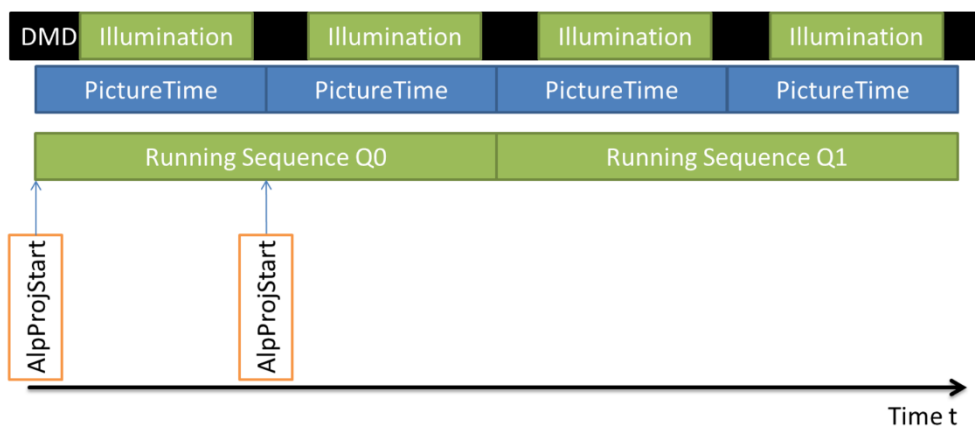 DMD Illumination Illumination Illumination Illumination
PictureTime PictureTime PictureTime PictureTime
Running Sequence Q0 Running Sequence Q1
AlpProjStart
AlpProjStart
Time t